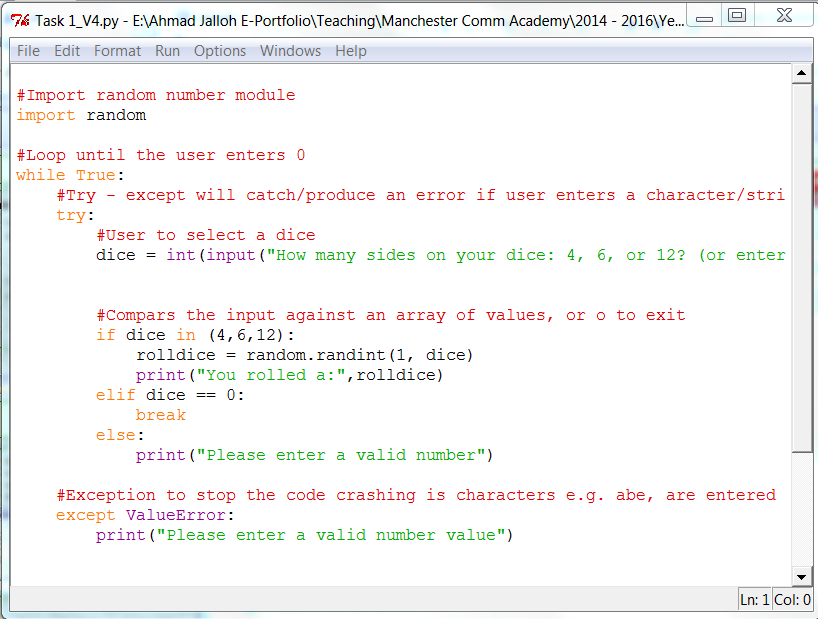 Task 1_V4.py - E:\Ahmad Jalloh E-Portfolio\Teaching\Manchester Comm Academy\2014 - 2016\Ye...
File Edit Format Run Options Windows Help
#Import random number module
import random
#Loop until the user enters 0
while True:
    #Try - except will catch/produce an error if user enters a character/stri
    try:
        #User to select a dice
        dice = int(input("How many sides on your dice: 4, 6, or 12? (or enter
        #Compars the input against an array of values, or o to exit
        if dice in (4,6,12):
            rolldice = random.randint(1, dice)
            print("You rolled a:",rolldice)
        elif dice == 0:
            break
        else:
            print("Please enter a valid number")
    #Exception to stop the code crashing is characters e.g. abe, are entered
    except ValueError:
        print("Please enter a valid number value")
Ln: 1 Col: 0